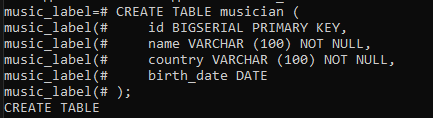 music_label=# CREATE TABLE musician (
music_label(#     id BIGSERIAL PRIMARY KEY,
music_label(#     name VARCHAR (100) NOT NULL,
music_label(#     country VARCHAR (100) NOT NULL,
music_label(#     birth_date DATE
music_label(# );
CREATE TABLE